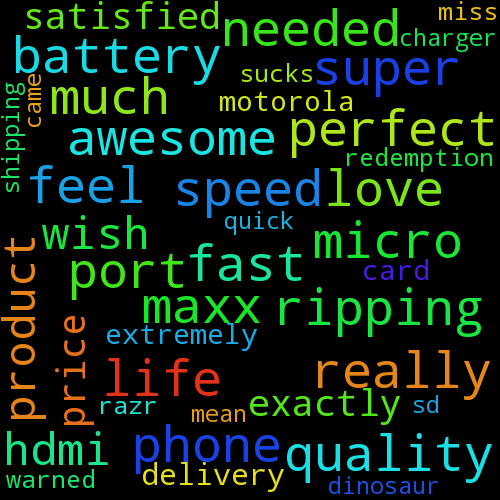 satisfied
needed
miss
charger
battery
super
sucks
much
motorola
came
shipping
awesome
perfect
redemption
feel
speed
love
quick
wish
micro
port
fast
card
product
maxx
ripping
price
extremely
life
really
razr
mean
exactly
sd
hdmi
phone
quality
warned
delivery
dinosaur